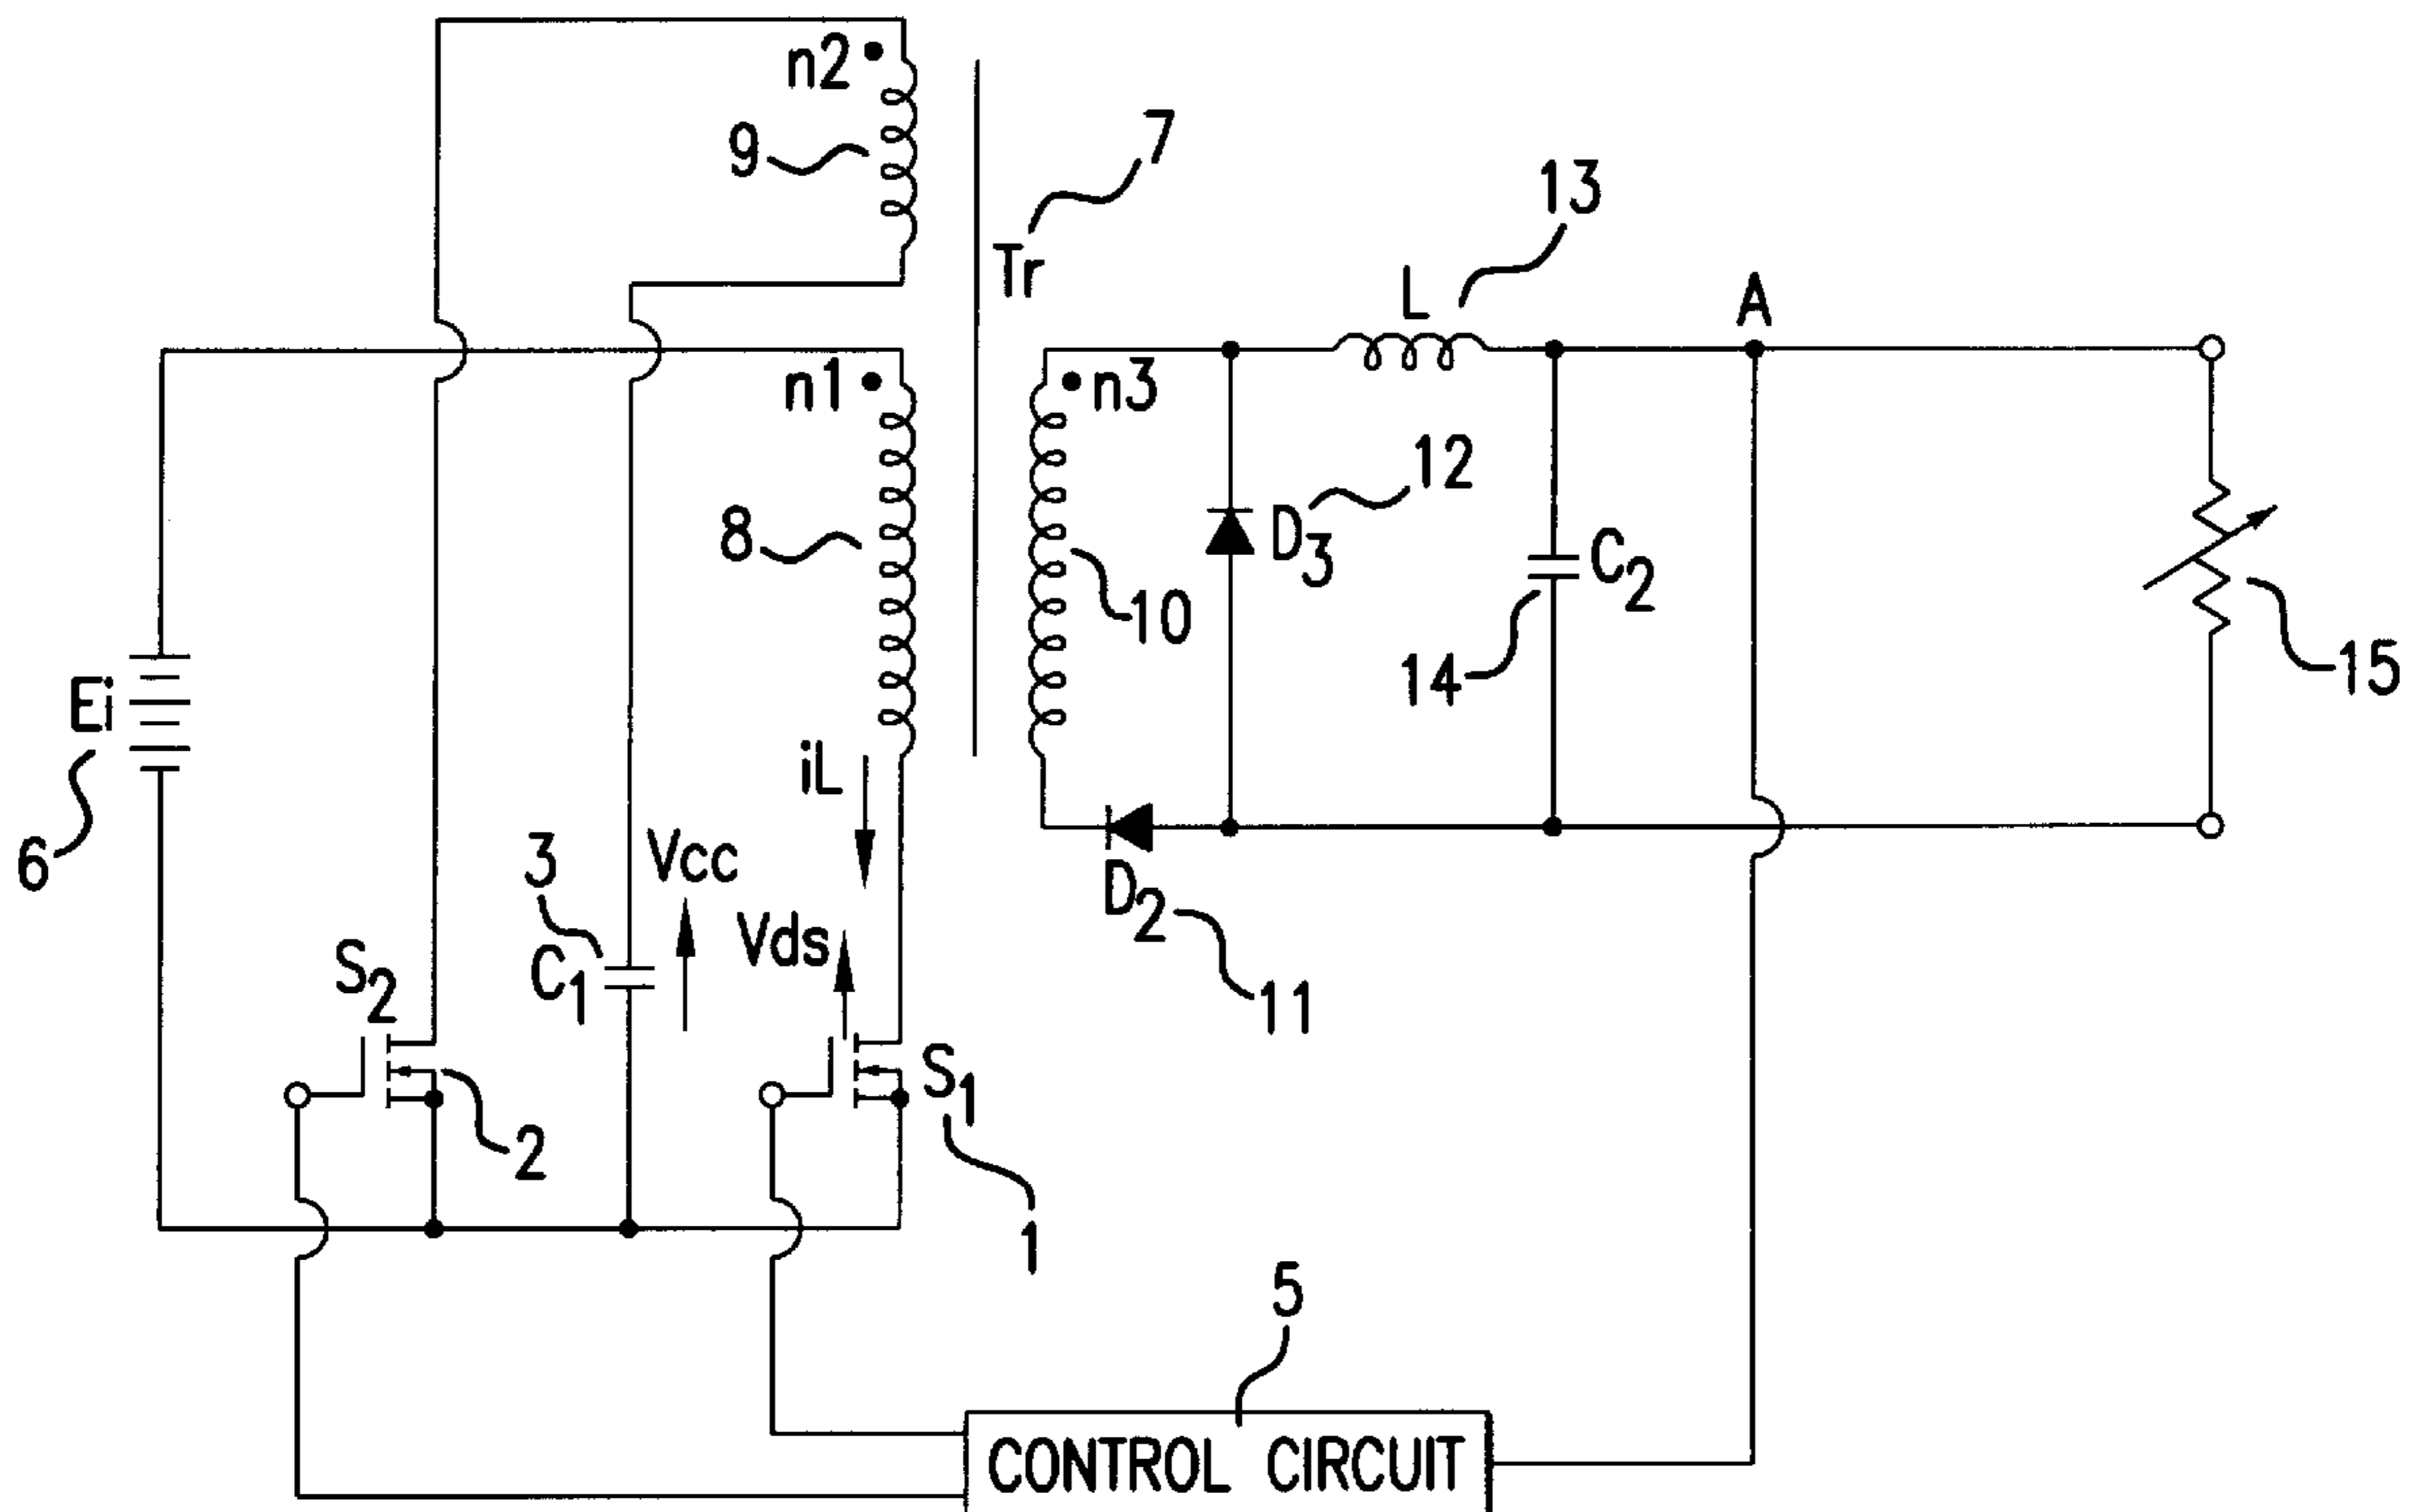 n2
9
7
Tr
13
L
A
n1
n3
12
8
D3
C2
10
14
15
Ei
6
iL
3
Vcc
Vds
D2
C1
S2
11
S1
2
1
5
CONTROL CIRCUIT